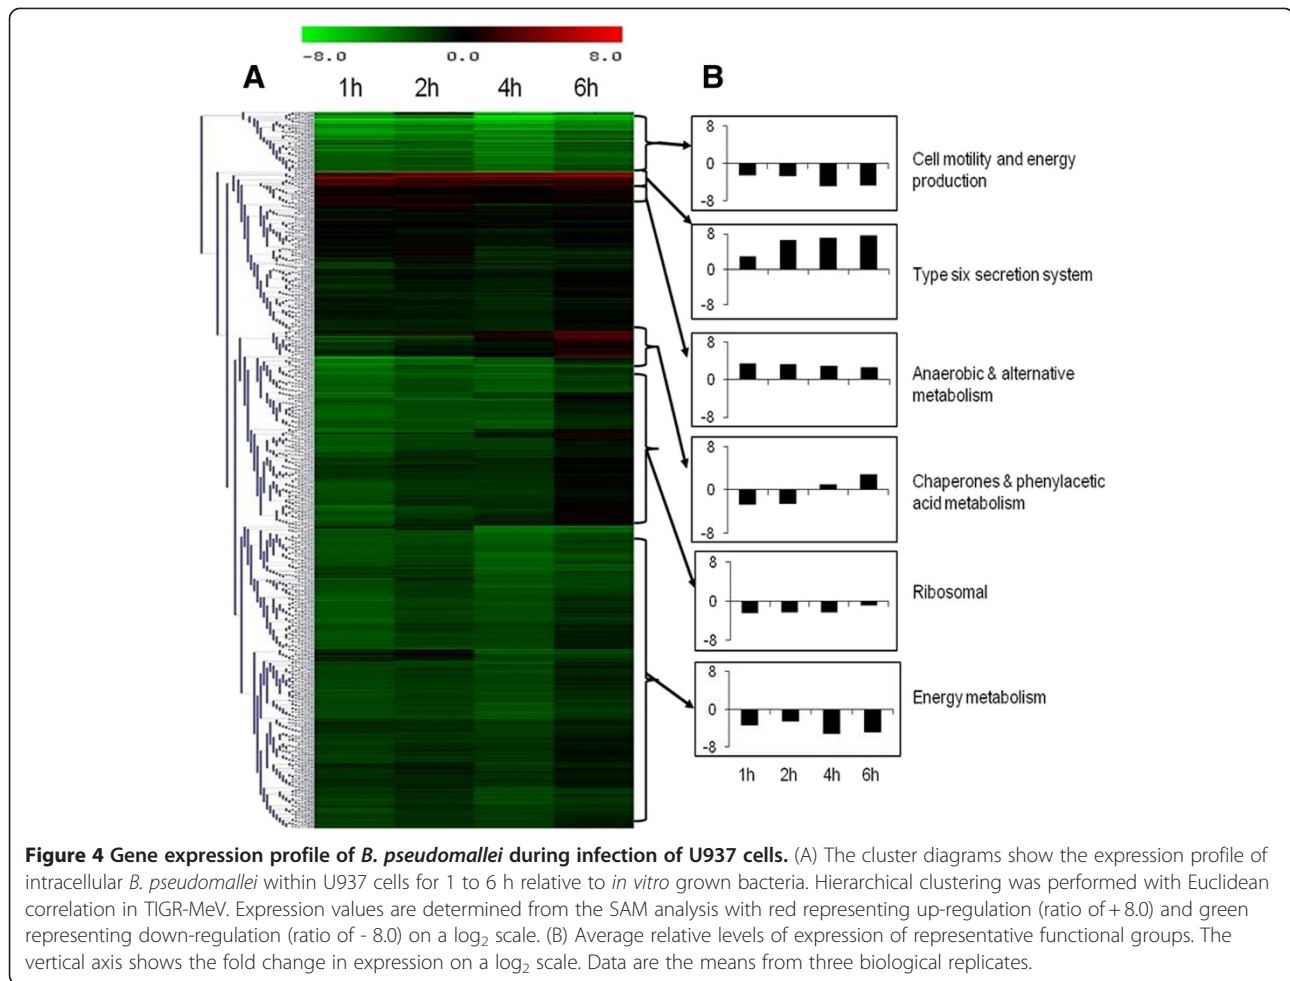 -8.0 0.0 8.0
A B
1h 2h 4h 6h
8
0
-8
Cell motility and energy
production
8
0
-8
Type six secretion system
8
0
-8
Anaerobic & alternative
metabolism
8
0
-8
Chaperones & phenylacetic
acid metabolism
8
0
-8
Ribosomal
8
0
-8
Energy metabolism
1h 2h 4h 6h
Figure 4 Gene expression profile of B. pseudomallei during infection of U937 cells. (A) The cluster diagrams show the expression profile of
intracellular B. pseudomallei within U937 cells for 1 to 6 h relative to in vitro grown bacteria. Hierarchical clustering was performed with Euclidean
correlation in TIGR-MeV. Expression values are determined from the SAM analysis with red representing up-regulation (ratio of + 8.0) and green
representing down-regulation (ratio of - 8.0) on a log2 scale. (B) Average relative levels of expression of representative functional groups. The
vertical axis shows the fold change in expression on a log2 scale. Data are the means from three biological replicates.